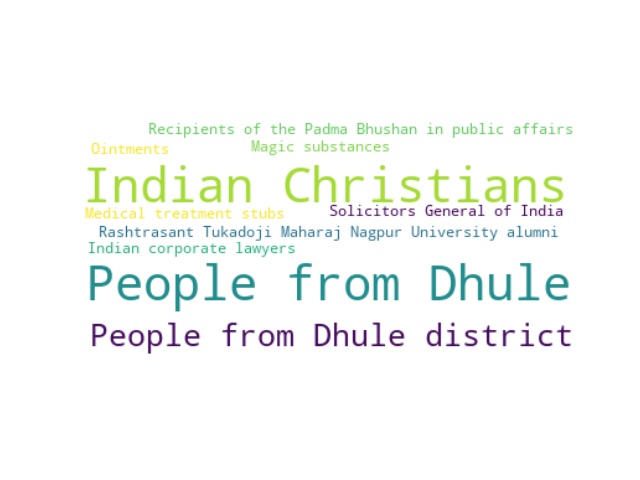 Recipients of the Padma Bhushan in public affairs
Ointments
Magic substances
Indian Christians
Medical treatment stubs
Solicitors General of India
Rashtrasant Tukadoji Maharaj Nagpur University alumni
Indian corporate lawyers
People from Dhule
People from Dhule district